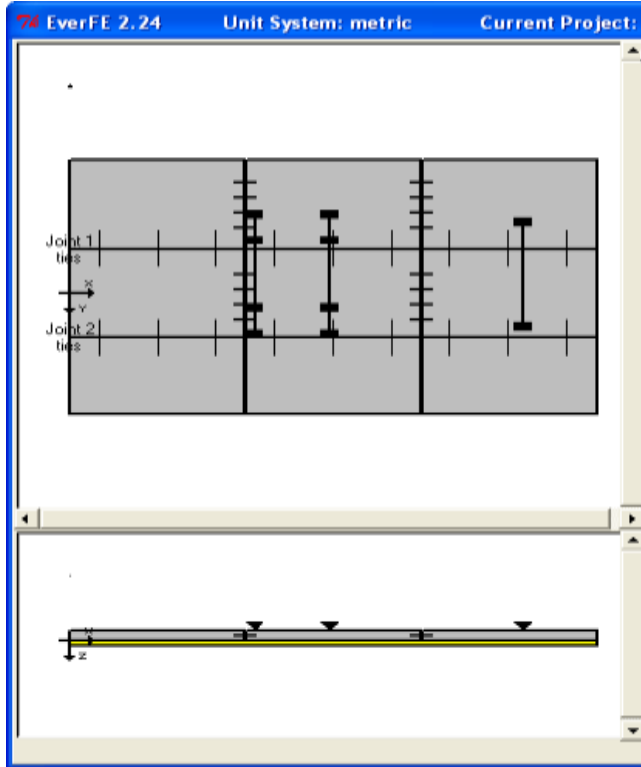 EverFE 2.24 Unit System: metric Current Project:
Joint 1
ties
X
Y
Joint 2
ties
X
Z